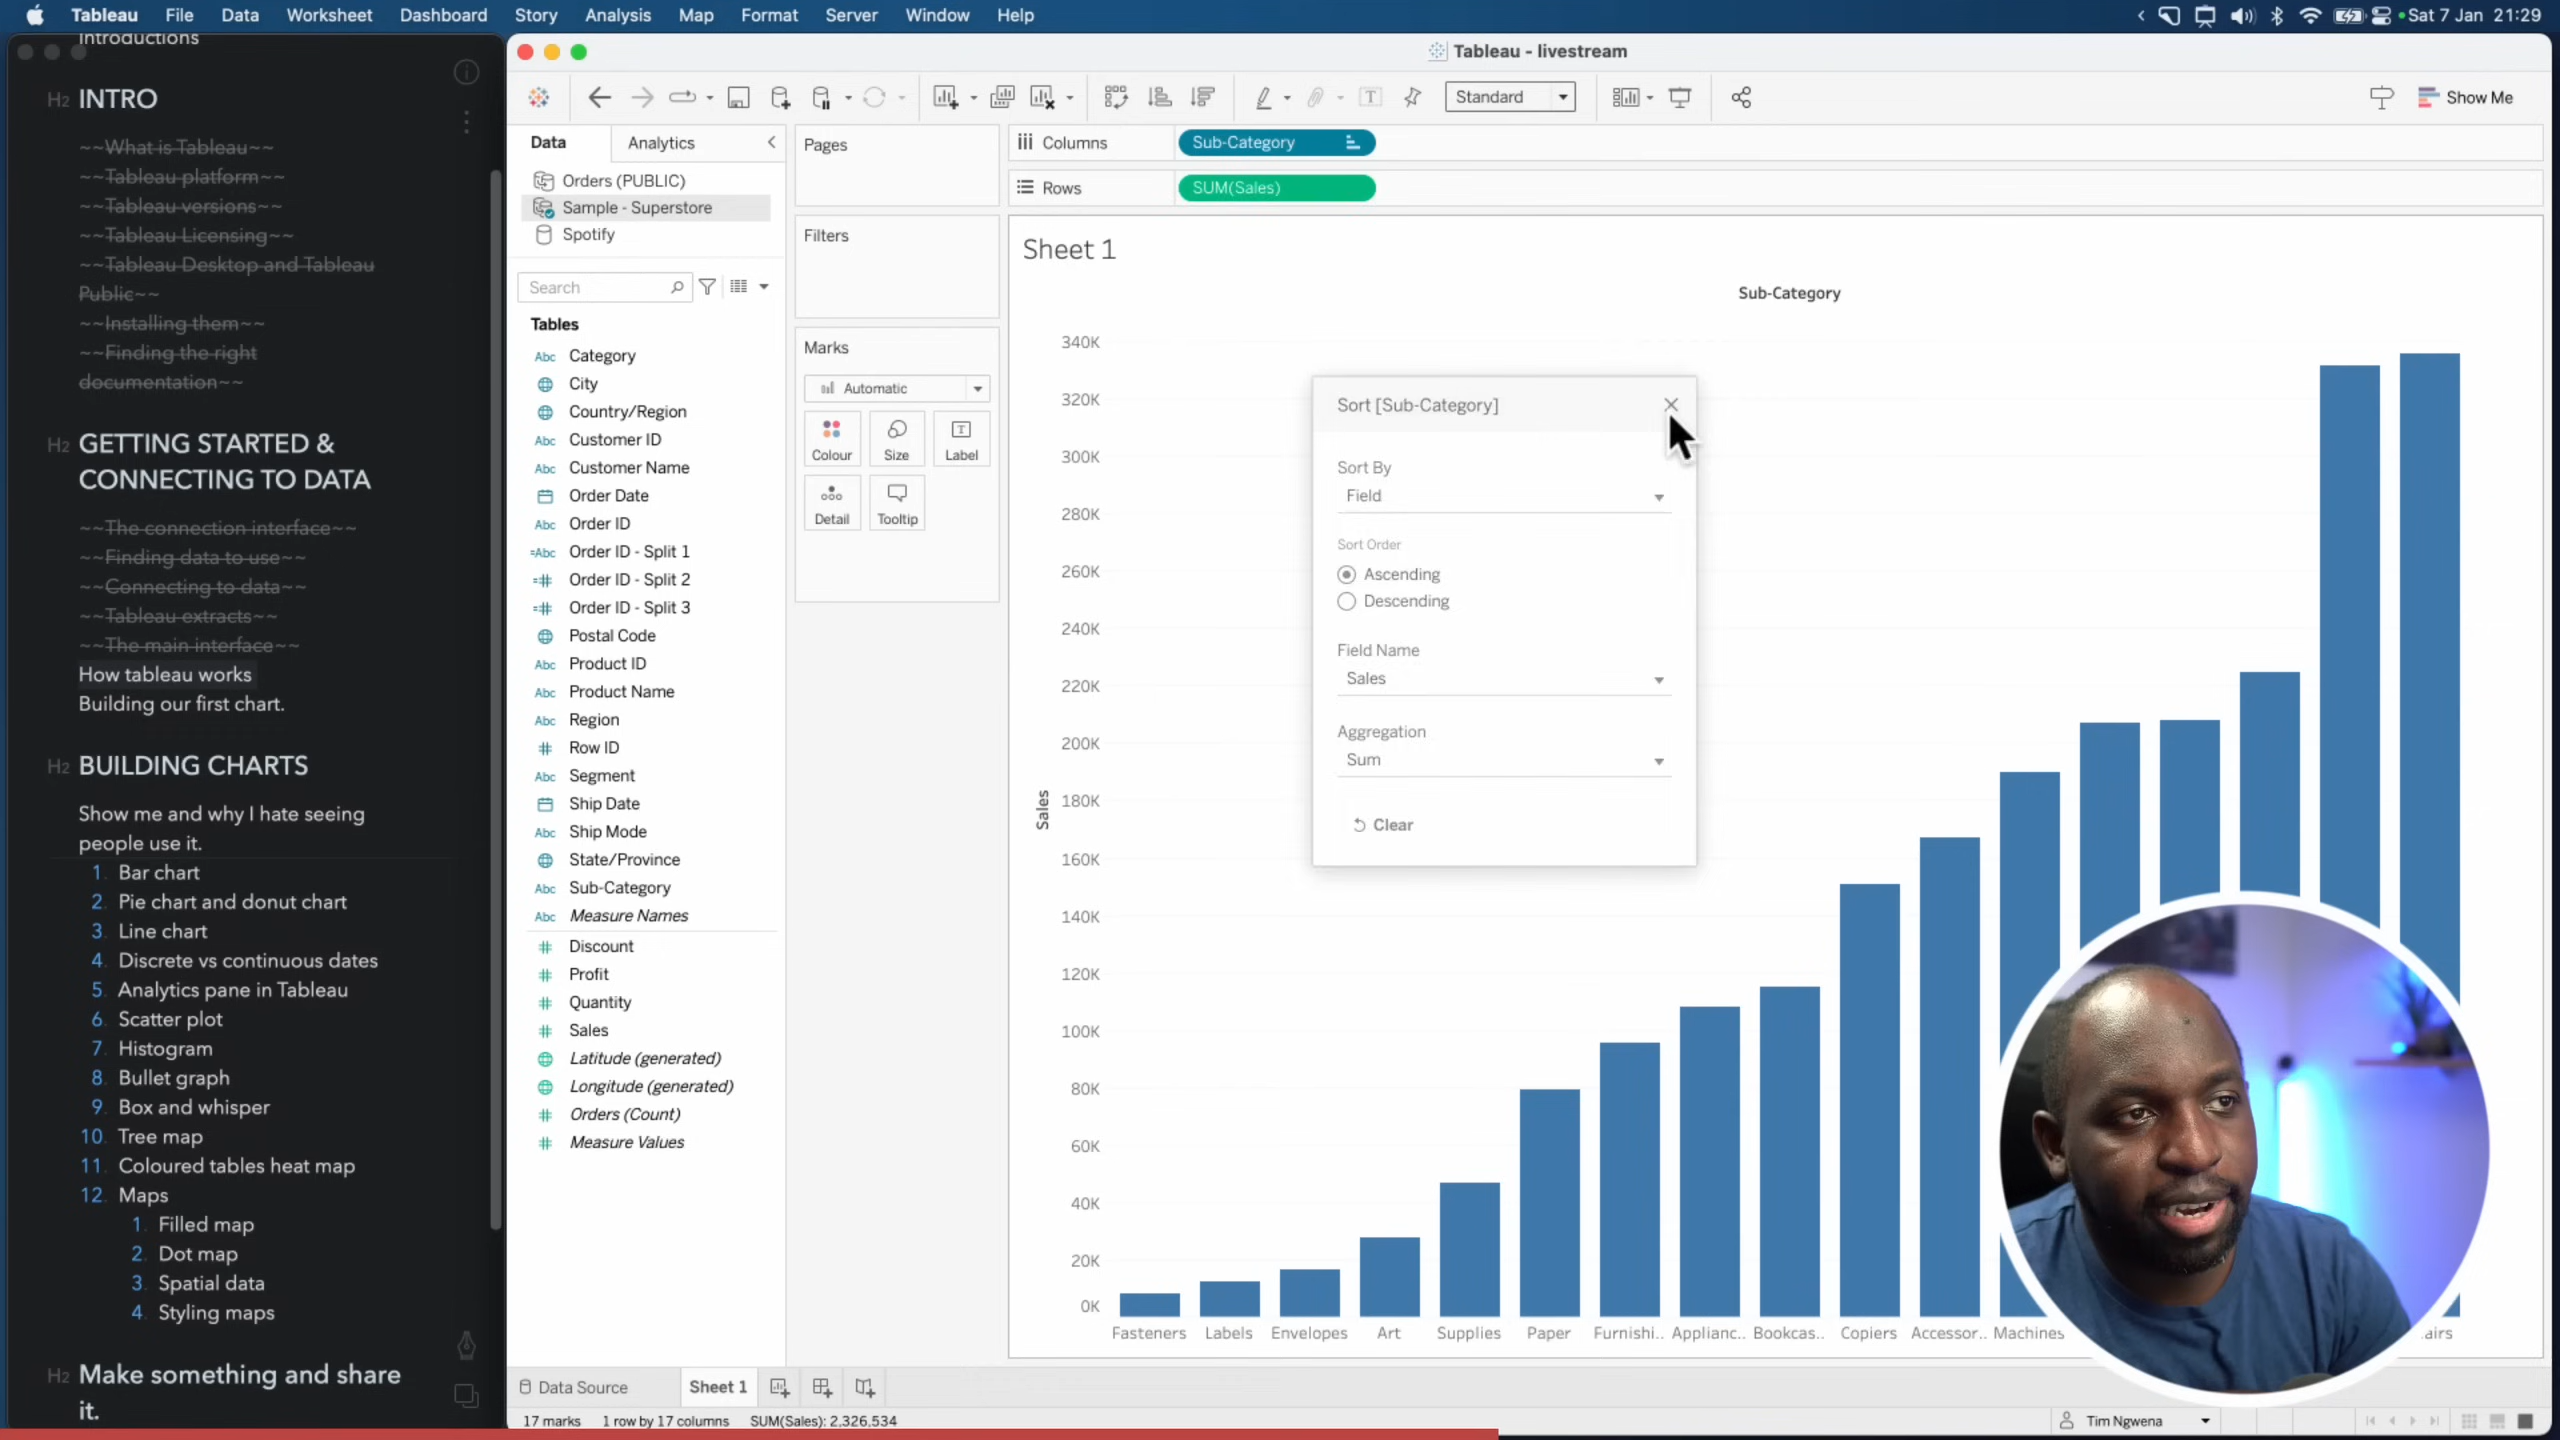 Tableau File Data Worksheet Dashboard Story Analysis Map Format Server Window Help
Sat 7 Jan 21:29
Introductions
H2 INTRO
~~What is Tableau~~
~~Tableau platform~~
~~Tableau versions~~
~~Tableau Licensing~~
~~Tableau Desktop and Tableau
Public~~
~~Installing them~~
~~Finding the right
documentation~~
H2 GETTING STARTED &
CONNECTING TO DATA
~~The connection interface~~
~~Finding data to use~~
~~Connecting to data~~
~~Tableau extracts~~
~~The main interface~~
How tableau works
Building our first chart.
H2 BUILDING CHARTS
Show me and why I hate seeing
people use it.
1. Bar chart
2. Pie chart and donut chart
3. Line chart
4. Discrete vs continuous dates
5. Analytics pane in Tableau
6. Scatter plot
7. Histogram
8. Bullet graph
9. Box and whisper
10. Tree map
11. Coloured tables heat map
12. Maps
1. Filled map
2. Dot map
3. Spatial data
4. Styling maps
H2 Make something and share
it.
Tableau - livestream
Standard
Show Me
Data
Analytics
Orders (PUBLIC)
Sample - Superstore
Spotify
Search
Tables
Abc Category
City
Country/Region
Abc Customer ID
Abc Customer Name
Order Date
Abc Order ID
=Abc Order ID - Split 1
=# Order ID - Split 2
=# Order ID - Split 3
Postal Code
Abc Product ID
Abc Product Name
Abc Region
# Row ID
Abc Segment
Ship Date
Abc Ship Mode
State/Province
Abc Sub-Category
Abc Measure Names
# Discount
# Profit
# Quantity
# Sales
Latitude (generated)
Longitude (generated)
# Orders (Count)
# Measure Values
Pages
Filters
Marks
Automatic
Colour
Size
Label
Detail
Tooltip
Columns
Sub-Category
Rows
SUM(Sales)
Sheet 1
Sub-Category
340K
320K
300K
280K
260K
240K
220K
200K
180K
160K
140K
120K
100K
80K
60K
40K
20K
0K
Sales
Sort [Sub-Category]
Sort By
Field
Sort Order
Ascending
Descending
Field Name
Sales
Aggregation
Sum
Clear
Fasteners Labels Envelopes Art Supplies Paper Furnishi.. Applianc.. Bookcas.. Copiers Accessor.. Machines
Data Source
Sheet 1
17 marks 1 row by 17 columns SUM(Sales): 2,326,534
Tim Ngwena